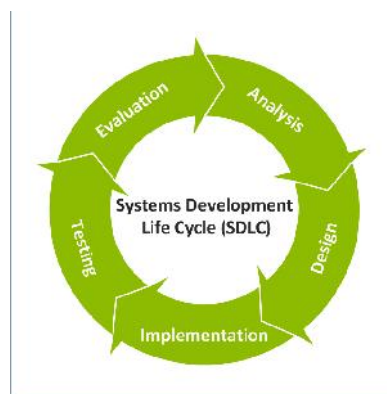 Evaluation
Analysis
Systems Development
Life Cycle (SDLC)
Testing
Design
Implementation